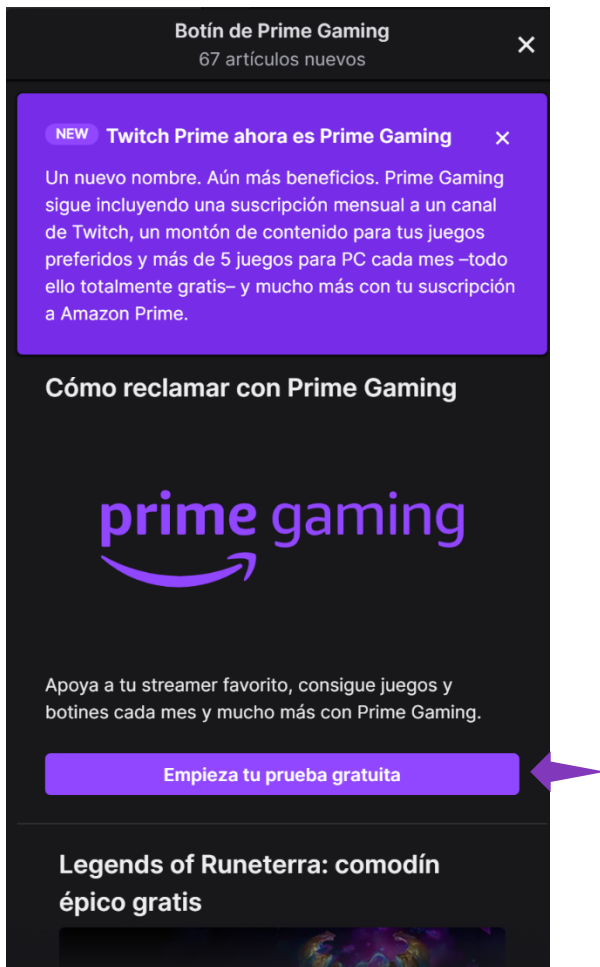 Botín de Prime Gaming
67 artículos nuevos
NEW Twitch Prime ahora es Prime Gaming
Un nuevo nombre. Aún más beneficios. Prime Gaming
sigue incluyendo una suscripción mensual a un canal
de Twitch, un montón de contenido para tus juegos
preferidos y más de 5 juegos para PC cada mes –todo
ello totalmente gratis– y mucho más con tu suscripción
a Amazon Prime.
Cómo reclamar con Prime Gaming
prime gaming
Apoya a tu streamer favorito, consigue juegos y
botines cada mes y mucho más con Prime Gaming.
Empieza tu prueba gratuita
Legends of Runeterra: comodín
épico gratis